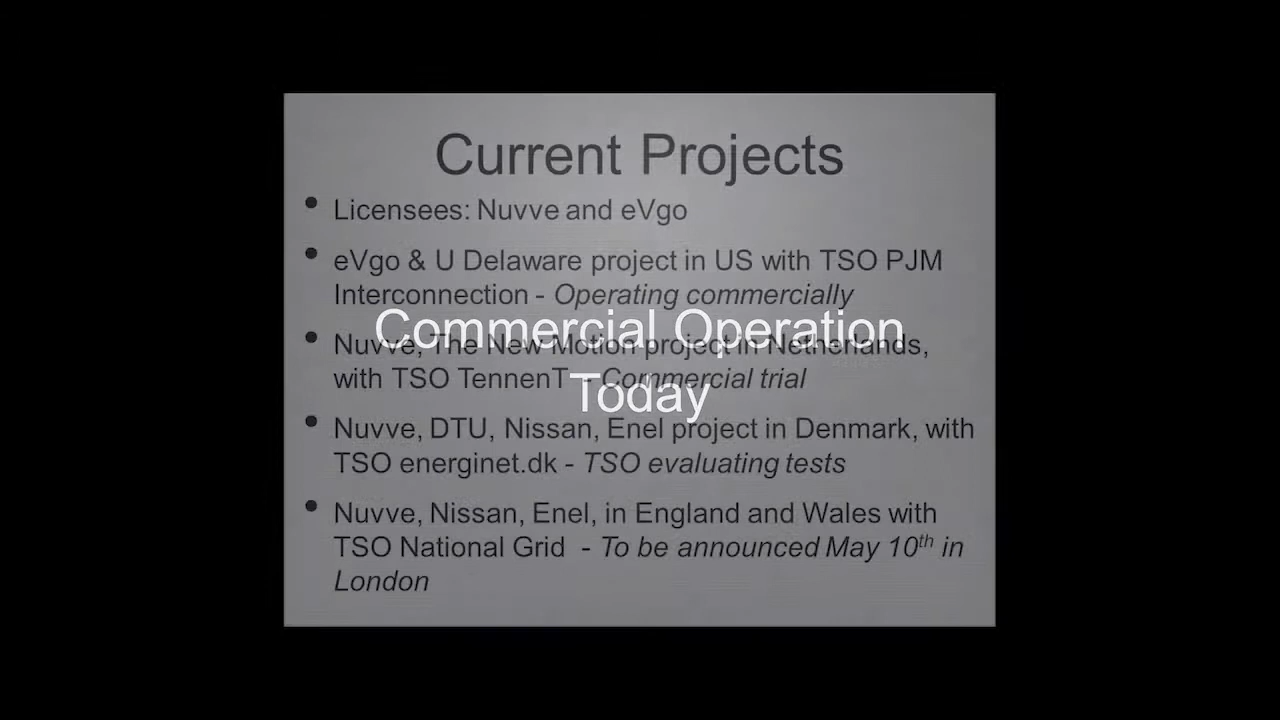 Current Projects
• Licensees: Nuvve and eVgo
• eVgo & U Delaware project in US with TSO PJM
Interconnection - Operating commercially
Commercial Operation
Today
• Nuvve, The New Motion project in Netherlands,
with TSO TennenT - Commercial trial
• Nuvve, DTU, Nissan, Enel project in Denmark, with
TSO energinet.dk - TSO evaluating tests
• Nuvve, Nissan, Enel, in England and Wales with
TSO National Grid - To be announced May 10th in
London